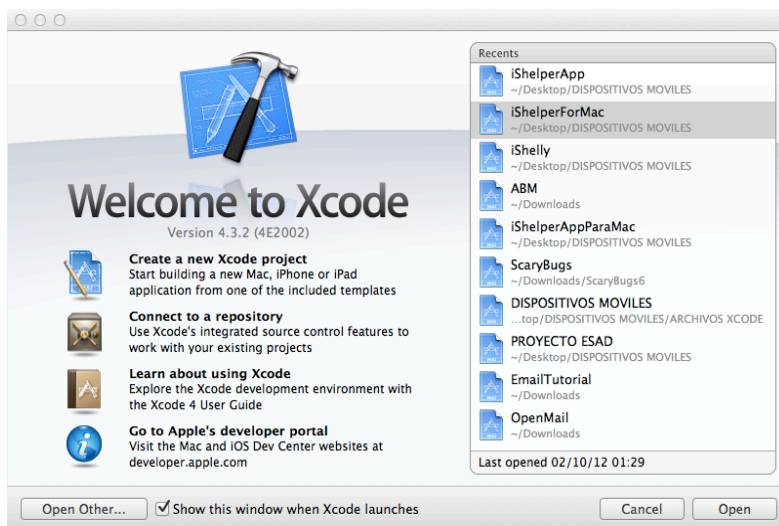 Welcome to Xcode
Version 4.3.2 (4E2002)
Create a new Xcode project
Start building a new Mac, iPhone or iPad
application from one of the included templates
Connect to a repository
Use Xcode's integrated source control features to
work with your existing projects
Learn about using Xcode
Explore the Xcode development environment with
the Xcode 4 User Guide
Go to Apple's developer portal
Visit the Mac and iOS Dev Center websites at
developer.apple.com
Recents
iShelperApp
~/Desktop/DISPOSITIVOS MOVILES
iShelperForMac
~/Desktop/DISPOSITIVOS MOVILES
iShelly
~/Desktop/DISPOSITIVOS MOVILES
ABM
~/Downloads
iShelperAppParaMac
~/Desktop/DISPOSITIVOS MOVILES
ScaryBugs
~/Downloads/ScaryBugs6
DISPOSITIVOS MOVILES
...top/DISPOSITIVOS MOVILES/ARCHIVOS XCODE
PROYECTO ESAD
~/Desktop/DISPOSITIVOS MOVILES
EmailTutorial
~/Downloads
OpenMail
~/Downloads
Last opened 02/10/12 01:29
Open Other...
Show this window when Xcode launches
Cancel
Open